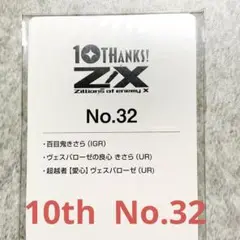 10THANKS!
Z/X
Zillions of enemy X
No.32
・百目鬼きさら(IGR)
・ヴェスパローゼの良心 きさら(UR)
・超越者【愛心】ヴェスパローゼ(UR)
10th No.32